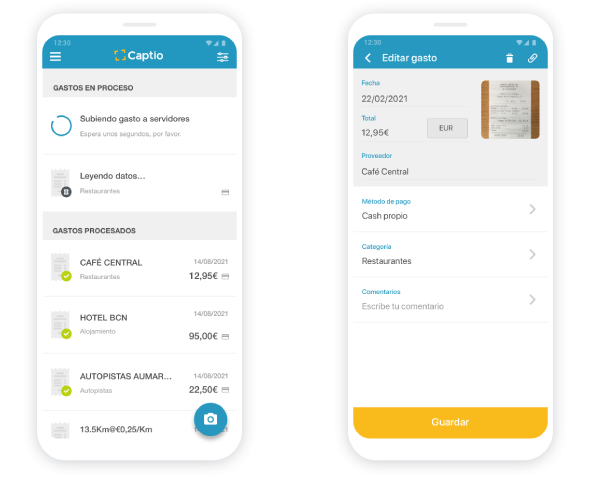 12:30
Captio
GASTOS EN PROCESO
Subiendo gasto a servidores
Espera unos segundos, por favor.
Leyendo datos...
Restaurantes
GASTOS PROCESADOS
CAFÉ CENTRAL
14/08/2021
Restaurantes
12,95€
HOTEL BCN
14/08/2021
Alojamiento
95,00€
AUTOPISTAS AUMAR...
14/08/2021
Autopistas
22,50€
13.5Km@€0,25/Km
12:30
Editar gasto
Fecha
22/02/2021
Total
12,95€
EUR
Proveedor
Café Central
Método de pago
Cash propio
Categoría
Restaurantes
Comentarios
Escribe tu comentario
Guardar